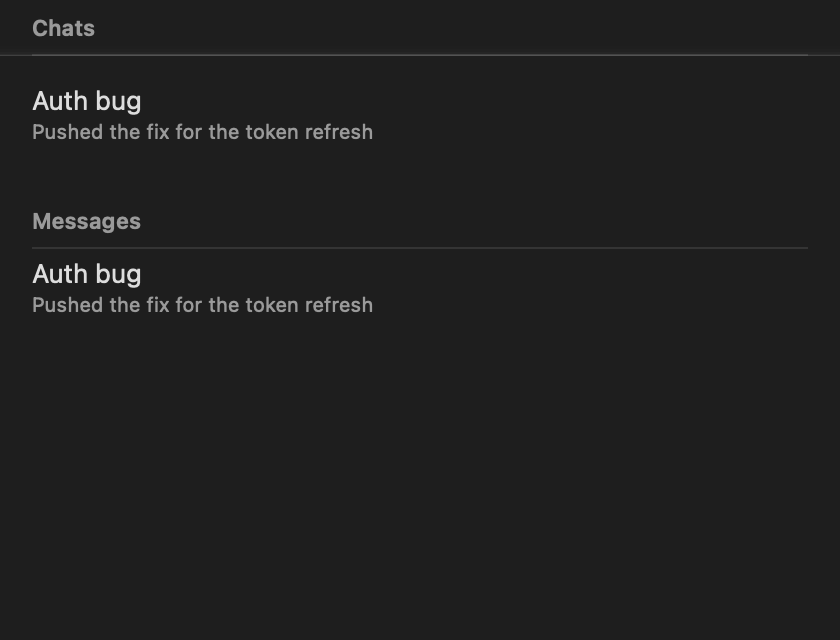 Chats
Auth bug
Pushed the fix for the token refresh
Messages
Auth bug
Pushed the fix for the token refresh